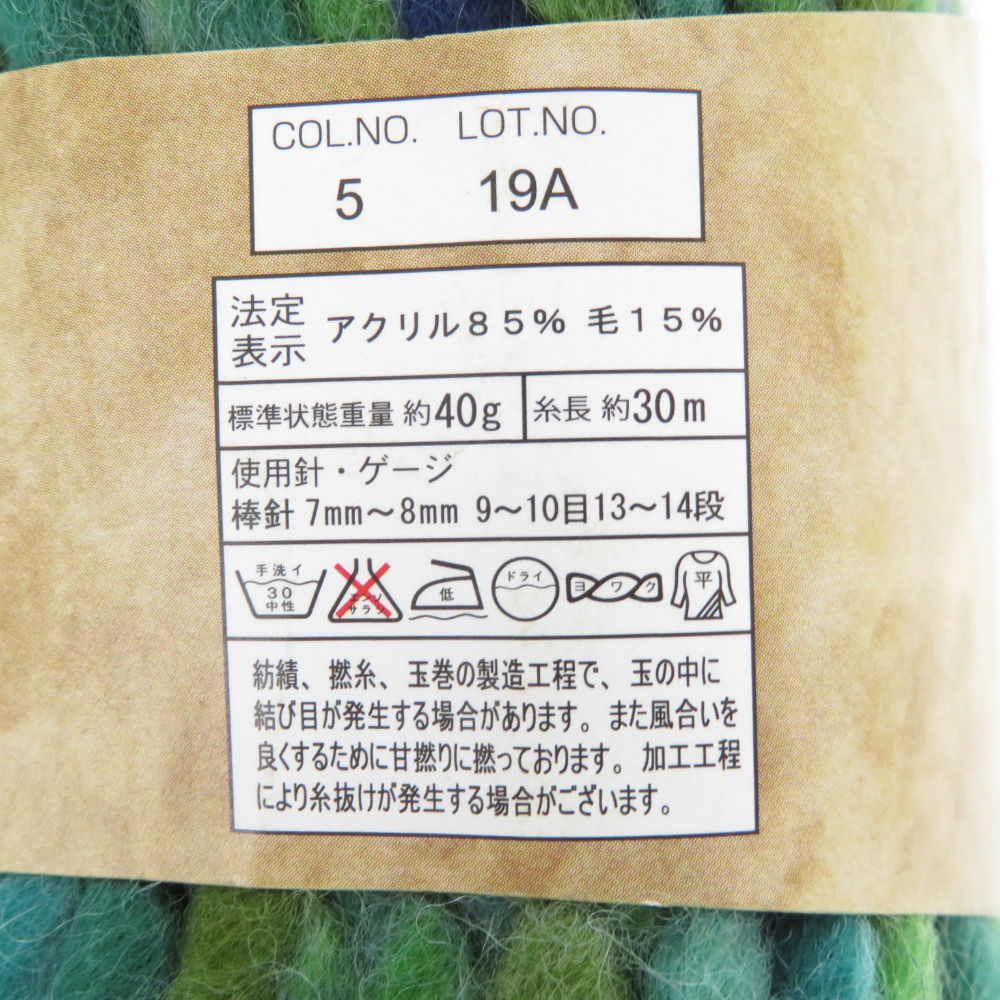 COL.NO. LOT.NO.
5 19A
法定
表示 アクリル８５％ 毛１５％
標準状態重量 約40g 糸長 約30m
使用針・ゲージ
棒針 7mm～8mm 9～10目13～14段
手洗イ
30
中性
エンソ
サラシ
低
ドライ
ヨワク
平
紡績、撚糸、玉巻の製造工程で、玉の中に
結び目が発生する場合があります。また風合いを
良くするために甘撚りに撚っております。加工工程
により糸抜けが発生する場合がございます。